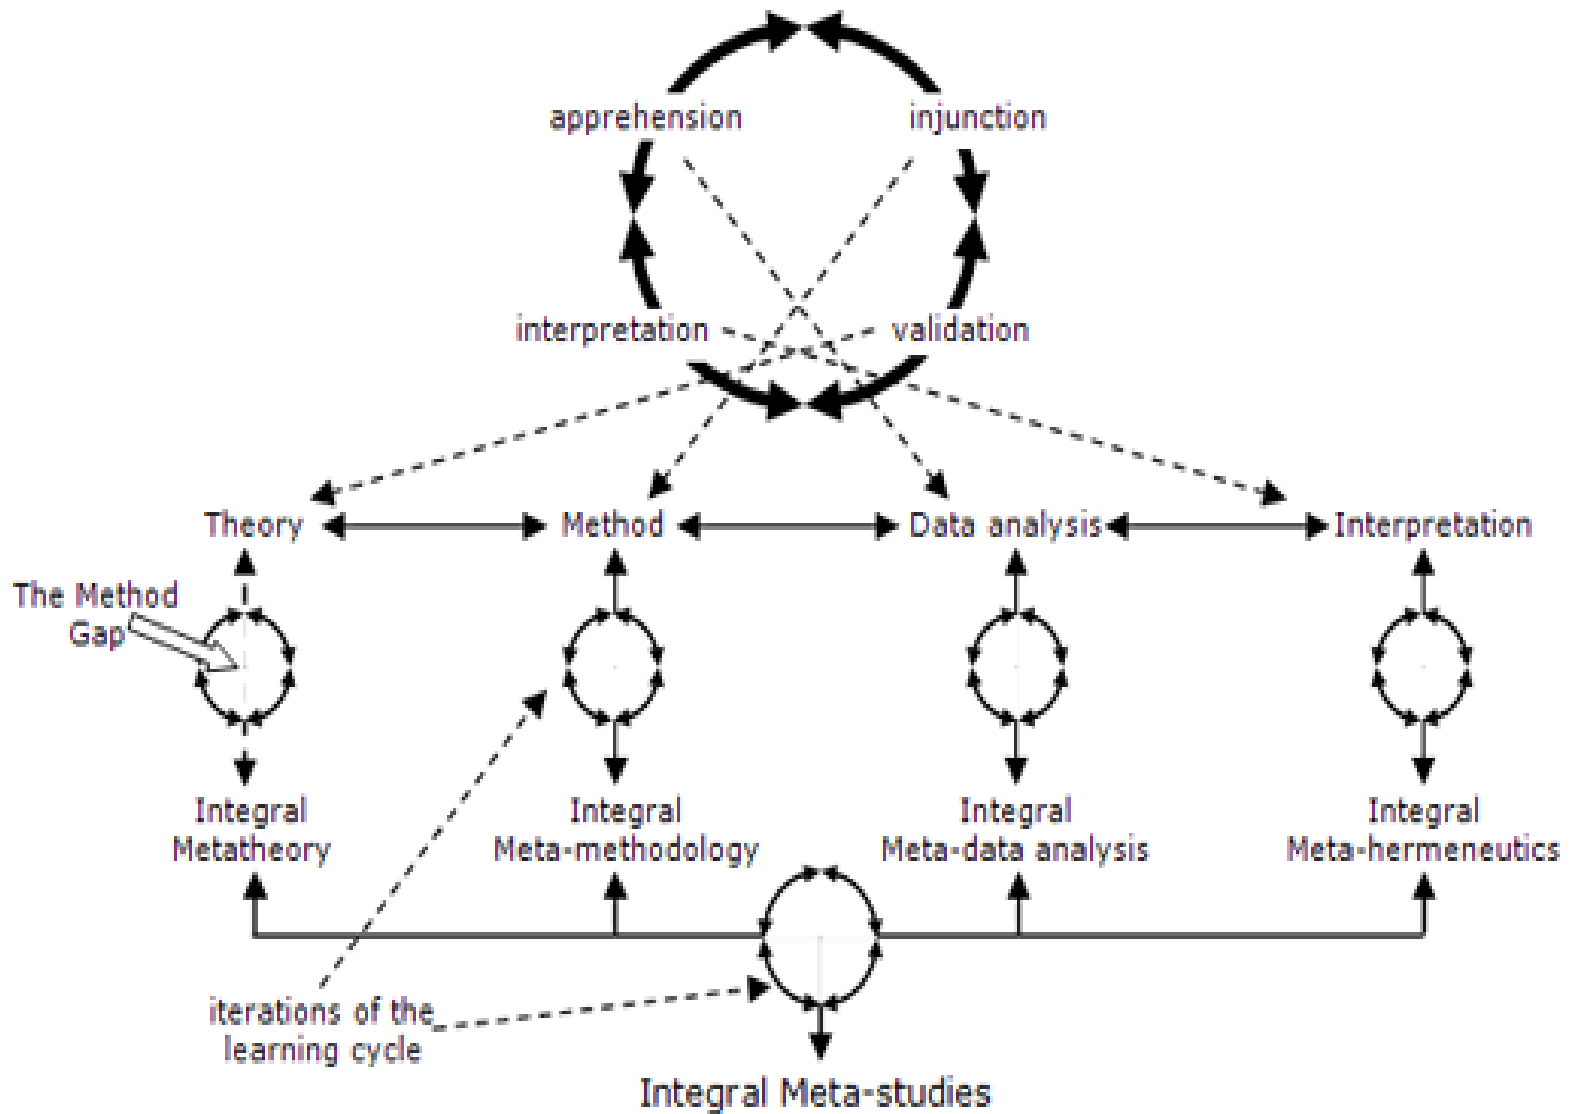 apprehension
injunction
interpretation
validation
Theory
Method
Data analysis
Interpretation
The Method
Gap
Integral
Metatheory
Integral
Meta-methodology
Integral
Meta-data analysis
Integral
Meta-hermeneutics
iterations of the
learning cycle
Integral Meta-studies